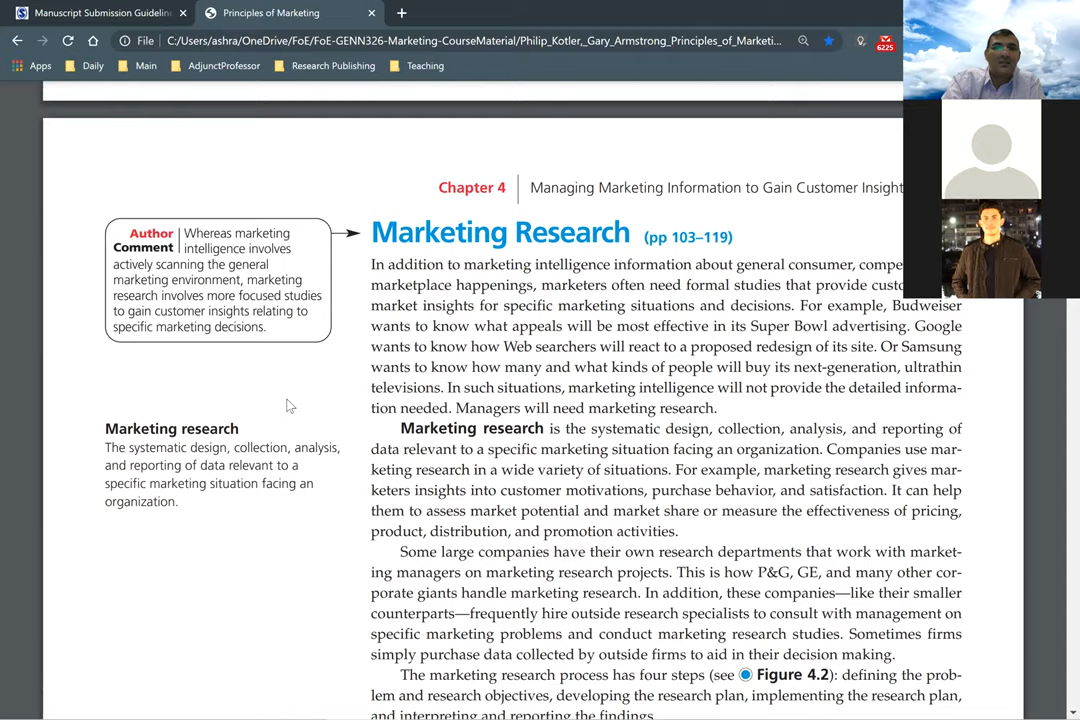 Manuscript Submission Guideline
Principles of Marketing
File C:/Users/ashra/OneDrive/FoE/FoE-GENN326-Marketing-CourseMaterial/Philip_Kotler,_Gary_Armstrong_Principles_of_Marketi...
6225
Apps Daily Main AdjunctProfessor Research Publishing Teaching
Chapter 4 Managing Marketing Information to Gain Customer Insight
Author Comment Whereas marketing
intelligence involves
actively scanning the general
marketing environment, marketing
research involves more focused studies
to gain customer insights relating to
specific marketing decisions.
Marketing research
The systematic design, collection, analysis,
and reporting of data relevant to a
specific marketing situation facing an
organization.
Marketing Research (pp 103–119)
In addition to marketing intelligence information about general consumer, compe
marketplace happenings, marketers often need formal studies that provide custo
market insights for specific marketing situations and decisions. For example, Budweiser
wants to know what appeals will be most effective in its Super Bowl advertising. Google
wants to know how Web searchers will react to a proposed redesign of its site. Or Samsung
wants to know how many and what kinds of people will buy its next-generation, ultrathin
televisions. In such situations, marketing intelligence will not provide the detailed informa-
tion needed. Managers will need marketing research.
Marketing research is the systematic design, collection, analysis, and reporting of
data relevant to a specific marketing situation facing an organization. Companies use mar-
keting research in a wide variety of situations. For example, marketing research gives mar-
keters insights into customer motivations, purchase behavior, and satisfaction. It can help
them to assess market potential and market share or measure the effectiveness of pricing,
product, distribution, and promotion activities.
Some large companies have their own research departments that work with market-
ing managers on marketing research projects. This is how P&G, GE, and many other cor-
porate giants handle marketing research. In addition, these companies—like their smaller
counterparts—frequently hire outside research specialists to consult with management on
specific marketing problems and conduct marketing research studies. Sometimes firms
simply purchase data collected by outside firms to aid in their decision making.
The marketing research process has four steps (see Figure 4.2): defining the prob-
lem and research objectives, developing the research plan, implementing the research plan,
and interpreting and reporting the findings.